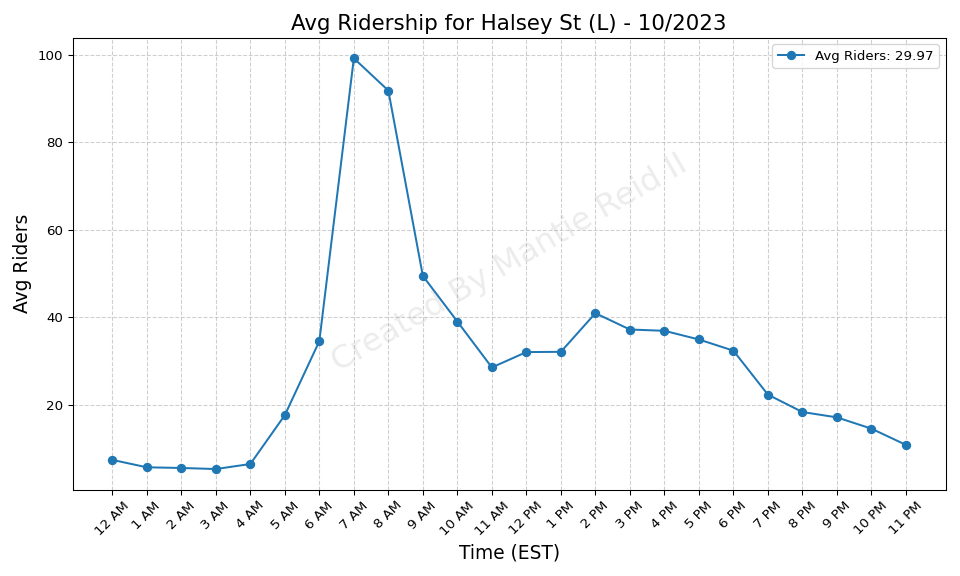 Avg Ridership for Halsey St (L) - 10/2023
Avg Riders: 29.97
100
80
60
40
20
Avg Riders
Created By Mantie Reid II
12 AM
1 AM
2 AM
3 AM
4 AM
5 AM
6 AM
7 AM
8 AM
9 AM
10 AM
11 AM
12 PM
1 PM
2 PM
3 PM
4 PM
5 PM
6 PM
7 PM
8 PM
9 PM
10 PM
11 PM
Time (EST)